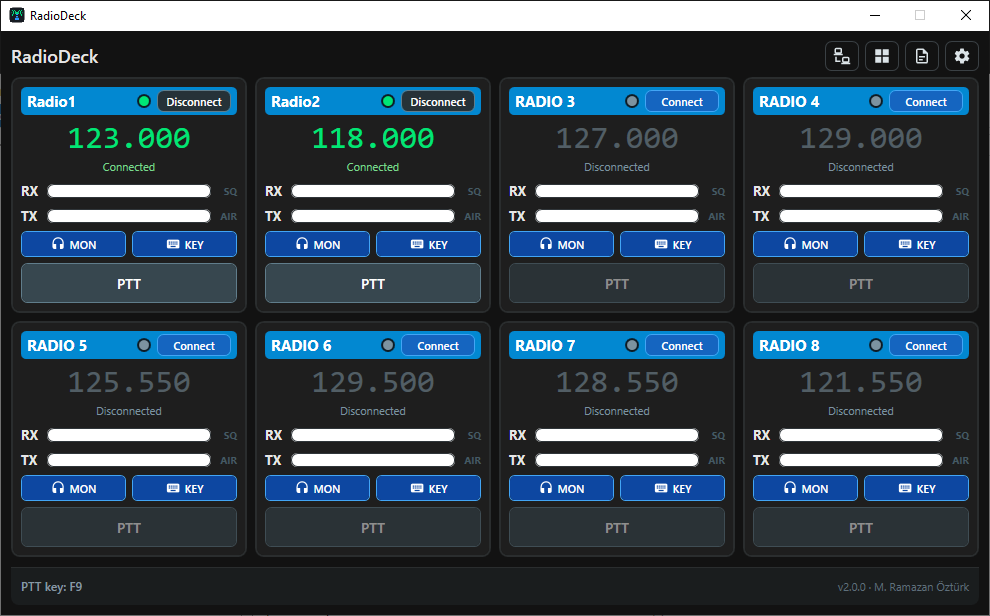 RadioDeck
RadioDeck
Radio1 Disconnect
123.000
Connected
RX SQ
TX AIR
MON KEY
PTT
Radio2 Disconnect
118.000
Connected
RX SQ
TX AIR
MON KEY
PTT
RADIO 3 Connect
127.000
Disconnected
RX SQ
TX AIR
MON KEY
PTT
RADIO 4 Connect
129.000
Disconnected
RX SQ
TX AIR
MON KEY
PTT
RADIO 5 Connect
125.550
Disconnected
RX SQ
TX AIR
MON KEY
PTT
RADIO 6 Connect
129.500
Disconnected
RX SQ
TX AIR
MON KEY
PTT
RADIO 7 Connect
128.550
Disconnected
RX SQ
TX AIR
MON KEY
PTT
RADIO 8 Connect
121.550
Disconnected
RX SQ
TX AIR
MON KEY
PTT
PTT key: F9
v2.0.0 · M. Ramazan Öztürk